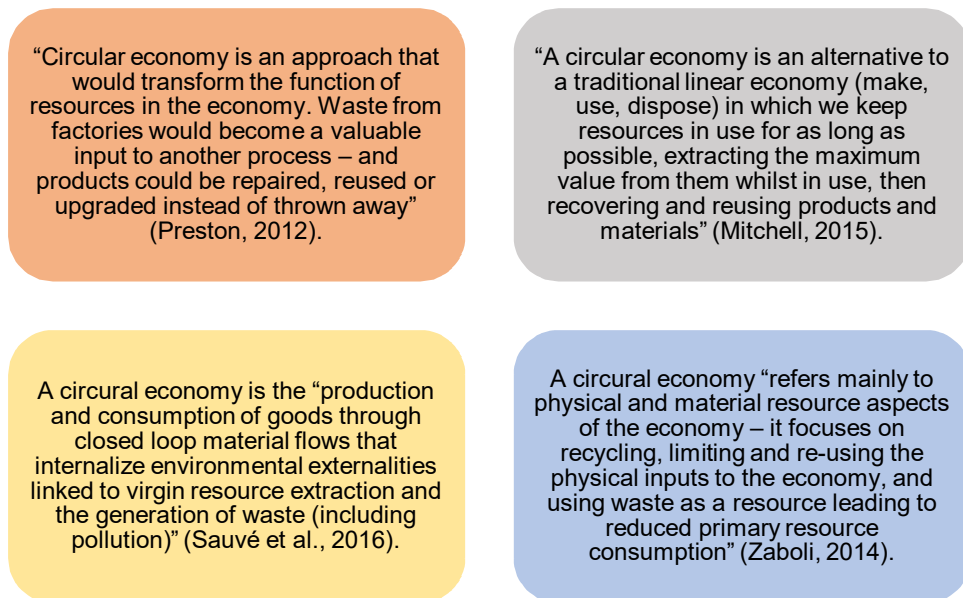 “Circular economy is an approach that
would transform the function of
resources in the economy. Waste from
factories would become a valuable
input to another process – and
products could be repaired, reused or
upgraded instead of thrown away”
(Preston, 2012).
“A circular economy is an alternative to
a traditional linear economy (make,
use, dispose) in which we keep
resources in use for as long as
possible, extracting the maximum
value from them whilst in use, then
recovering and reusing products and
materials” (Mitchell, 2015).
A circural economy is the “production
and consumption of goods through
closed loop material flows that
internalize environmental externalities
linked to virgin resource extraction and
the generation of waste (including
pollution)” (Sauvé et al., 2016).
A circural economy “refers mainly to
physical and material resource aspects
of the economy – it focuses on
recycling, limiting and re-using the
physical inputs to the economy, and
using waste as a resource leading to
reduced primary resource
consumption” (Zaboli, 2014).